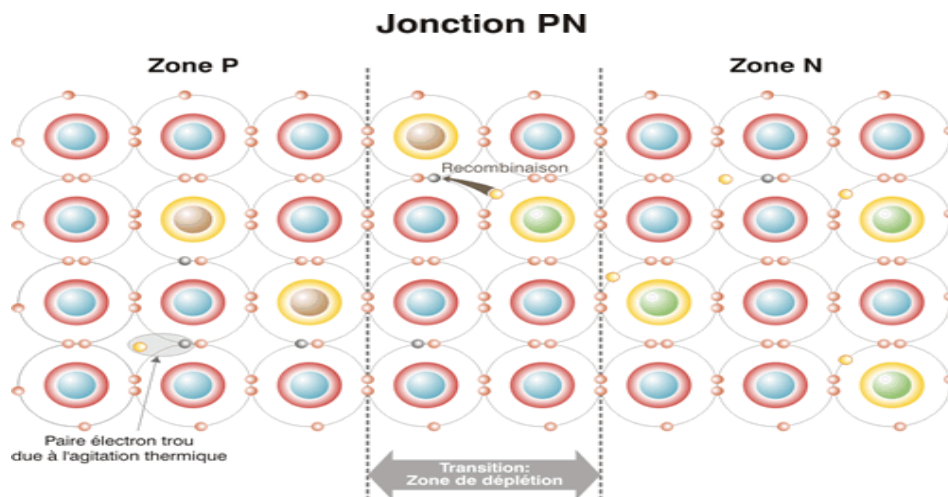 Jonction PN
Zone P
Zone N
Recombinaison
Paire électron trou
due à l'agitation thermique
Transition:
Zone de déplétion